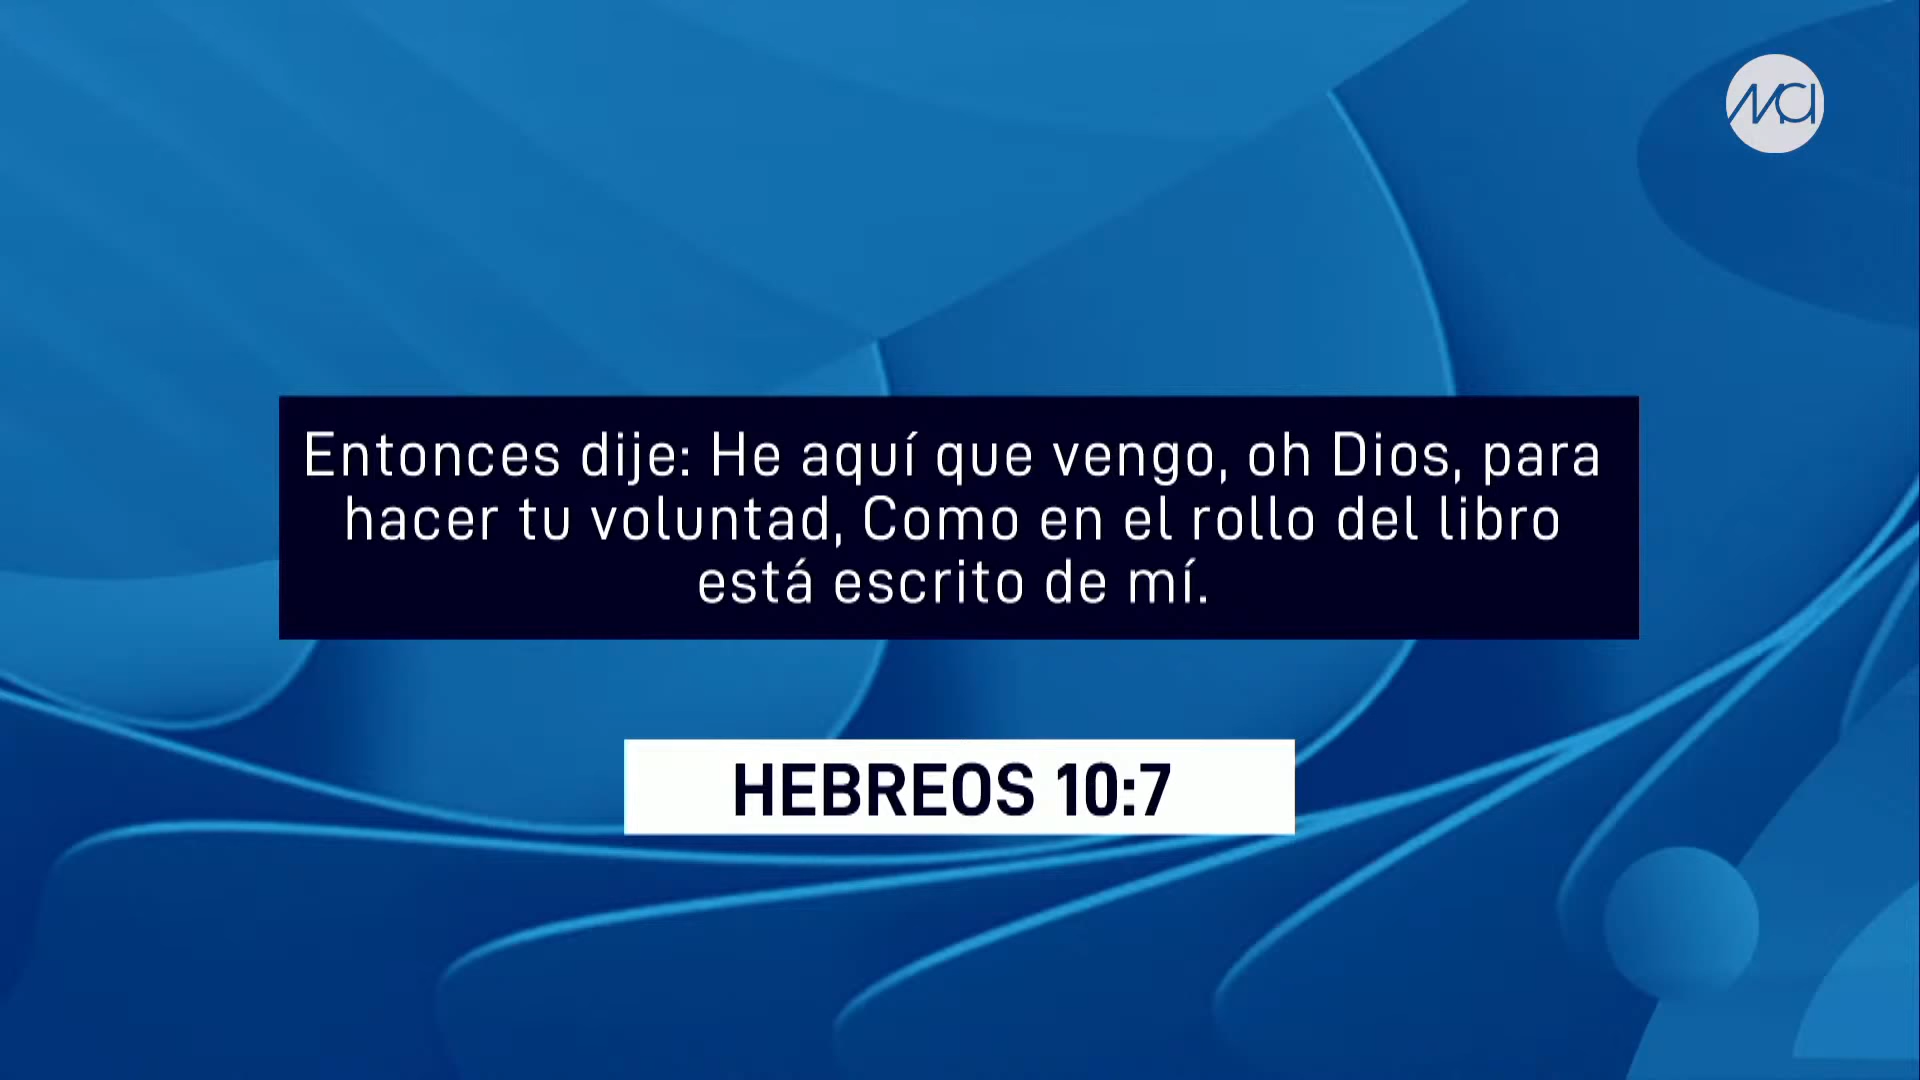 MCI
Entonces dije: He aquí que vengo, oh Dios, para
hacer tu voluntad, Como en el rollo del libro
está escrito de mí.
HEBREOS 10:7